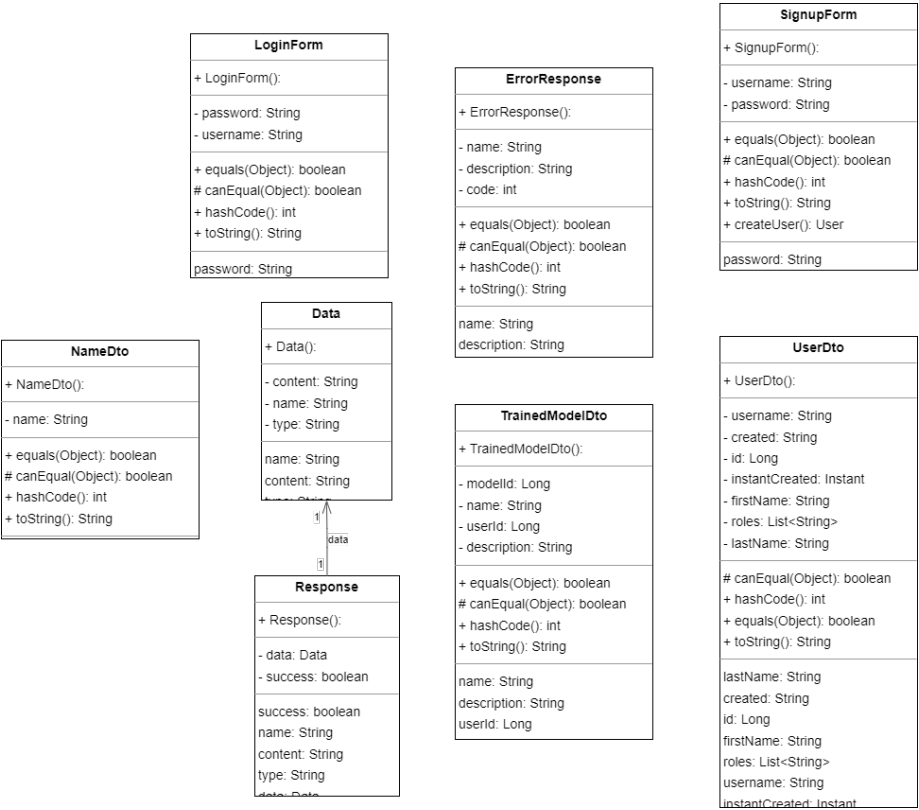 LoginForm
+ LoginForm():
- password: String
- username: String
+ equals(Object): boolean
# canEqual(Object): boolean
+ hashCode(): int
+ toString(): String
password: String
ErrorResponse
+ ErrorResponse():
- name: String
- description: String
- code: int
+ equals(Object): boolean
# canEqual(Object): boolean
+ hashCode(): int
+ toString(): String
name: String
description: String
SignupForm
+ SignupForm():
- username: String
- password: String
+ equals(Object): boolean
# canEqual(Object): boolean
+ hashCode(): int
+ toString(): String
+ createUser(): User
password: String
NameDto
+ NameDto():
- name: String
+ equals(Object): boolean
# canEqual(Object): boolean
+ hashCode(): int
+ toString(): String
Data
+ Data():
- content: String
- name: String
- type: String
name: String
content: String
type: String
1
data
1
Response
+ Response():
- data: Data
- success: boolean
success: boolean
name: String
content: String
type: String
data: Data
TrainedModelDto
+ TrainedModelDto():
- modelId: Long
- name: String
- userId: Long
- description: String
+ equals(Object): boolean
# canEqual(Object): boolean
+ hashCode(): int
+ toString(): String
name: String
description: String
userId: Long
UserDto
+ UserDto():
- username: String
- created: String
- id: Long
- instantCreated: Instant
- firstName: String
- roles: List<String>
- lastName: String
# canEqual(Object): boolean
+ hashCode(): int
+ equals(Object): boolean
+ toString(): String
lastName: String
created: String
id: Long
firstName: String
roles: List<String>
username: String
instantCreated: Instant